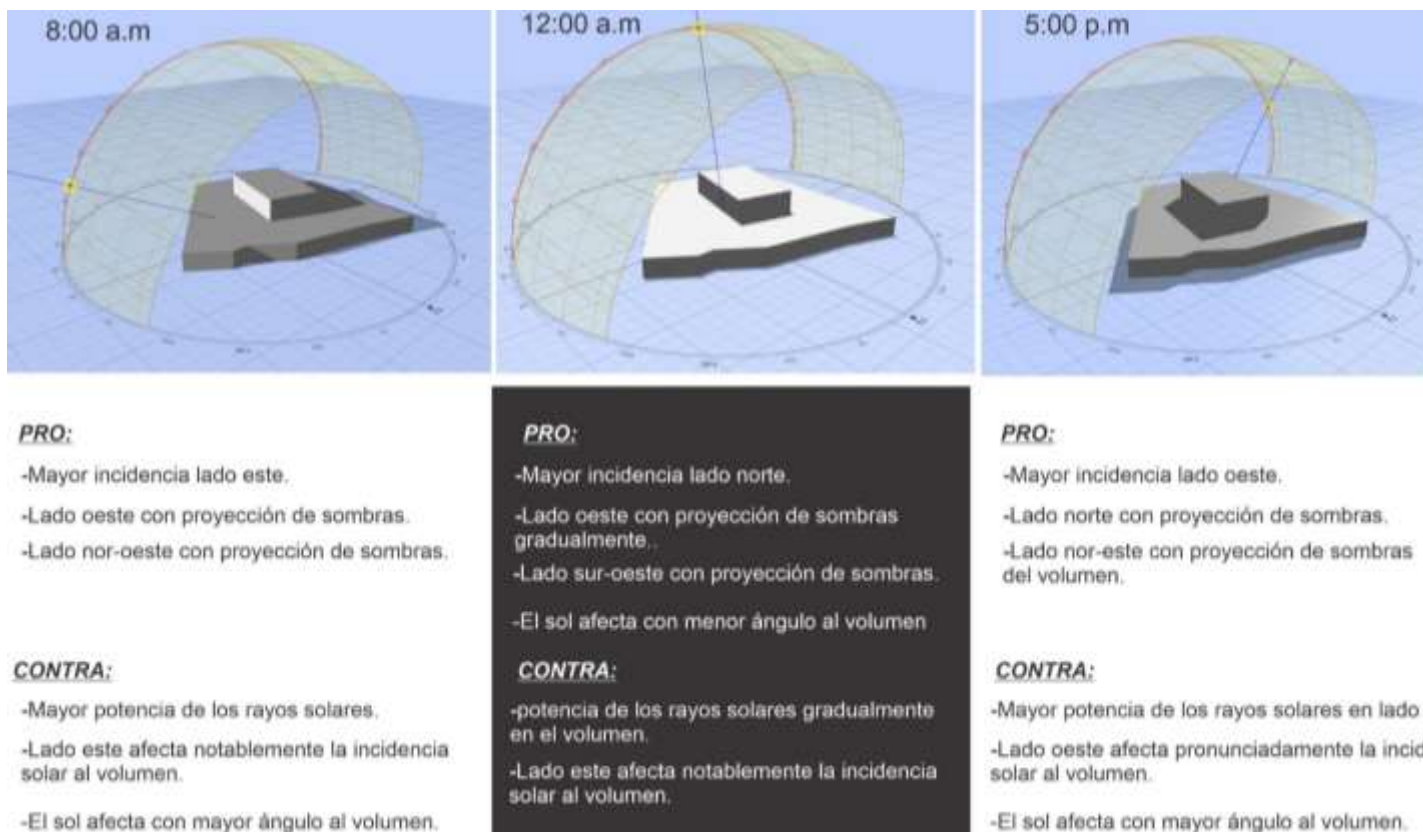 8:00 a.m
12:00 a.m
5:00 p.m
PRO:
-Mayor incidencia lado este.
-Lado oeste con proyección de sombras.
-Lado nor-oeste con proyección de sombras.
CONTRA:
-Mayor potencia de los rayos solares.
-Lado este afecta notablemente la incidencia
solar al volumen.
-El sol afecta con mayor ángulo al volumen.
PRO:
-Mayor incidencia lado norte.
-Lado oeste con proyección de sombras
gradualmente..
-Lado sur-oeste con proyección de sombras.
-El sol afecta con menor ángulo al volumen
CONTRA:
-potencia de los rayos solares gradualmente
en el volumen.
-Lado este afecta notablemente la incidencia
solar al volumen.
PRO:
-Mayor incidencia lado oeste.
-Lado norte con proyección de sombras.
-Lado nor-este con proyección de sombras
del volumen.
CONTRA:
-Mayor potencia de los rayos solares en lado
-Lado oeste afecta pronunciadamente la incid
solar al volumen.
-El sol afecta con mayor ángulo al volumen.